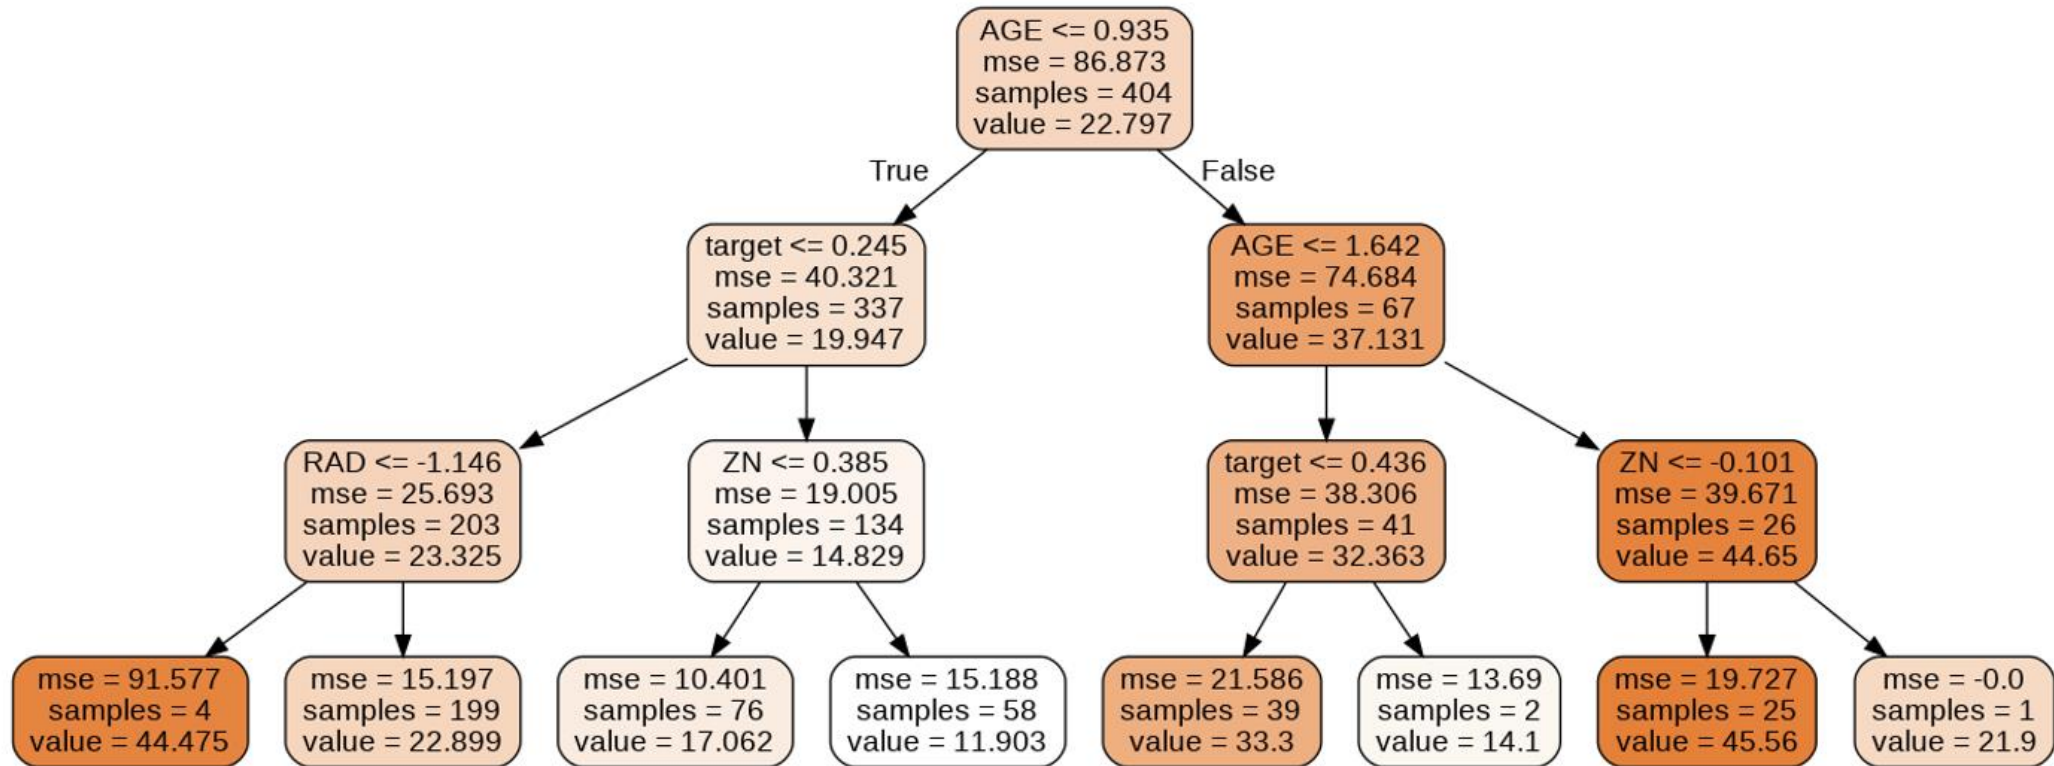 AGE <= 0.935
mse = 86.873
samples = 404
value = 22.797
True
False
target <= 0.245
mse = 40.321
samples = 337
value = 19.947
AGE <= 1.642
mse = 74.684
samples = 67
value = 37.131
RAD <= -1.146
mse = 25.693
samples = 203
value = 23.325
ZN <= 0.385
mse = 19.005
samples = 134
value = 14.829
target <= 0.436
mse = 38.306
samples = 41
value = 32.363
ZN <= -0.101
mse = 39.671
samples = 26
value = 44.65
mse = 91.577
samples = 4
value = 44.475
mse = 15.197
samples = 199
value = 22.899
mse = 10.401
samples = 76
value = 17.062
mse = 15.188
samples = 58
value = 11.903
mse = 21.586
samples = 39
value = 33.3
mse = 13.69
samples = 2
value = 14.1
mse = 19.727
samples = 25
value = 45.56
mse = -0.0
samples = 1
value = 21.9